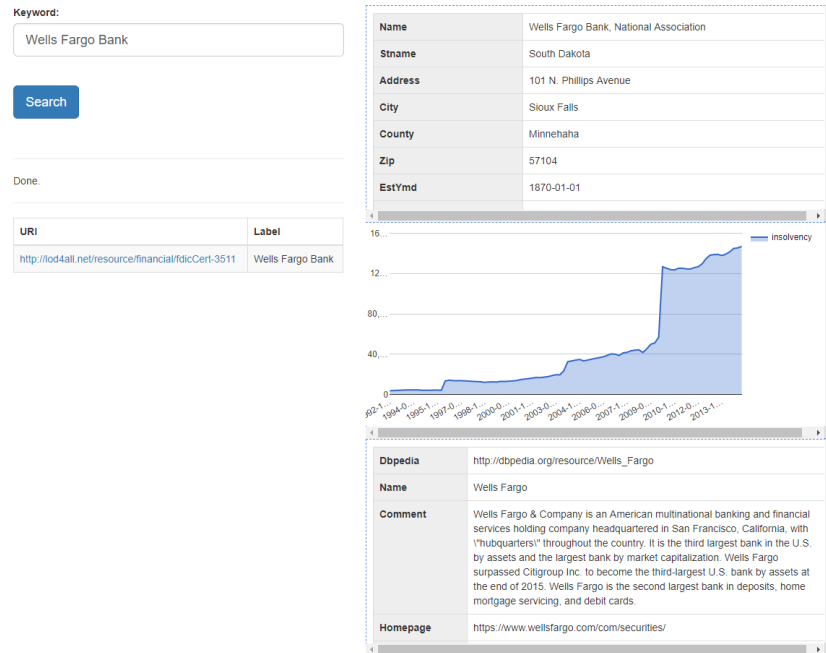 Keyword:
Wells Fargo Bank
Search
Done.
URI Label
http://lod4all.net/resource/financial/fdicCert-3511 Wells Fargo Bank
Name Wells Fargo Bank, National Association
Stname South Dakota
Address 101 N. Phillips Avenue
City Sioux Falls
County Minnehaha
Zip 57104
EstYmd 1870-01-01
16...
12...
80,...
40,...
0
insolvency
92-1... 1994-0... 1995-1... 1997-0... 1998-1... 2000-0... 2001-1... 2003-0... 2004-1... 2006-0... 2007-1... 2009-0... 2010-1... 2012-0... 2013-1...
Dbpedia http://dbpedia.org/resource/Wells_Fargo
Name Wells Fargo
Comment Wells Fargo & Company is an American multinational banking and financial
services holding company headquartered in San Francisco, California, with
\"hubquarters\" throughout the country. It is the third largest bank in the U.S.
by assets and the largest bank by market capitalization. Wells Fargo
surpassed Citigroup Inc. to become the third-largest U.S. bank by assets at
the end of 2015. Wells Fargo is the second largest bank in deposits, home
mortgage servicing, and debit cards.
Homepage https://www.wellsfargo.com/com/securities/